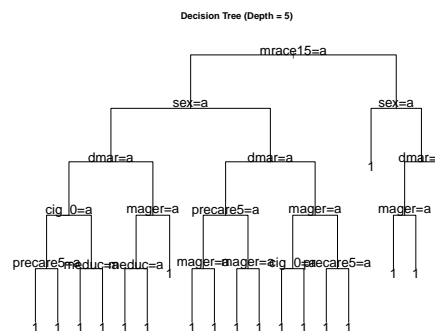 Decision Tree (Depth = 5)
mrace15=a
sex=a sex=a
dmar=a dmar=a 1 dmar=
cig_0=a mager=a precare5=a mager=a mager=a 1
precare5=a meduc=a meduc=a 1 mager=a mager=a cig_0=a precare5=a 1 1
1 1 1 1 1 1 1 1 1 1 1 1 1 1